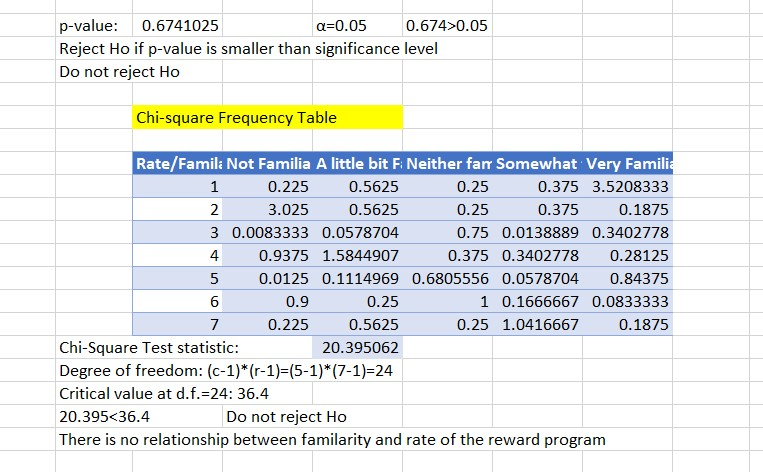 p-value: 0.6741025 α=0.05 0.674>0.05
Reject Ho if p-value is smaller than significance level
Do not reject Ho
Chi-square Frequency Table
Rate/Famil Not Familia A little bit F Neither fam Somewhat Very Familia
1 0.225 0.5625 0.25 0.375 3.5208333
2 3.025 0.5625 0.25 0.375 0.1875
3 0.0083333 0.0578704 0.75 0.0138889 0.3402778
4 0.9375 1.5844907 0.375 0.3402778 0.28125
5 0.0125 0.1114969 0.6805556 0.0578704 0.84375
6 0.9 0.25 1 0.1666667 0.0833333
7 0.225 0.5625 0.25 1.0416667 0.1875
Chi-Square Test statistic: 20.395062
Degree of freedom: (c-1)*(r-1)=(5-1)*(7-1)=24
Critical value at d.f.=24: 36.4
20.395<36.4 Do not reject Ho
There is no relationship between familarity and rate of the reward program